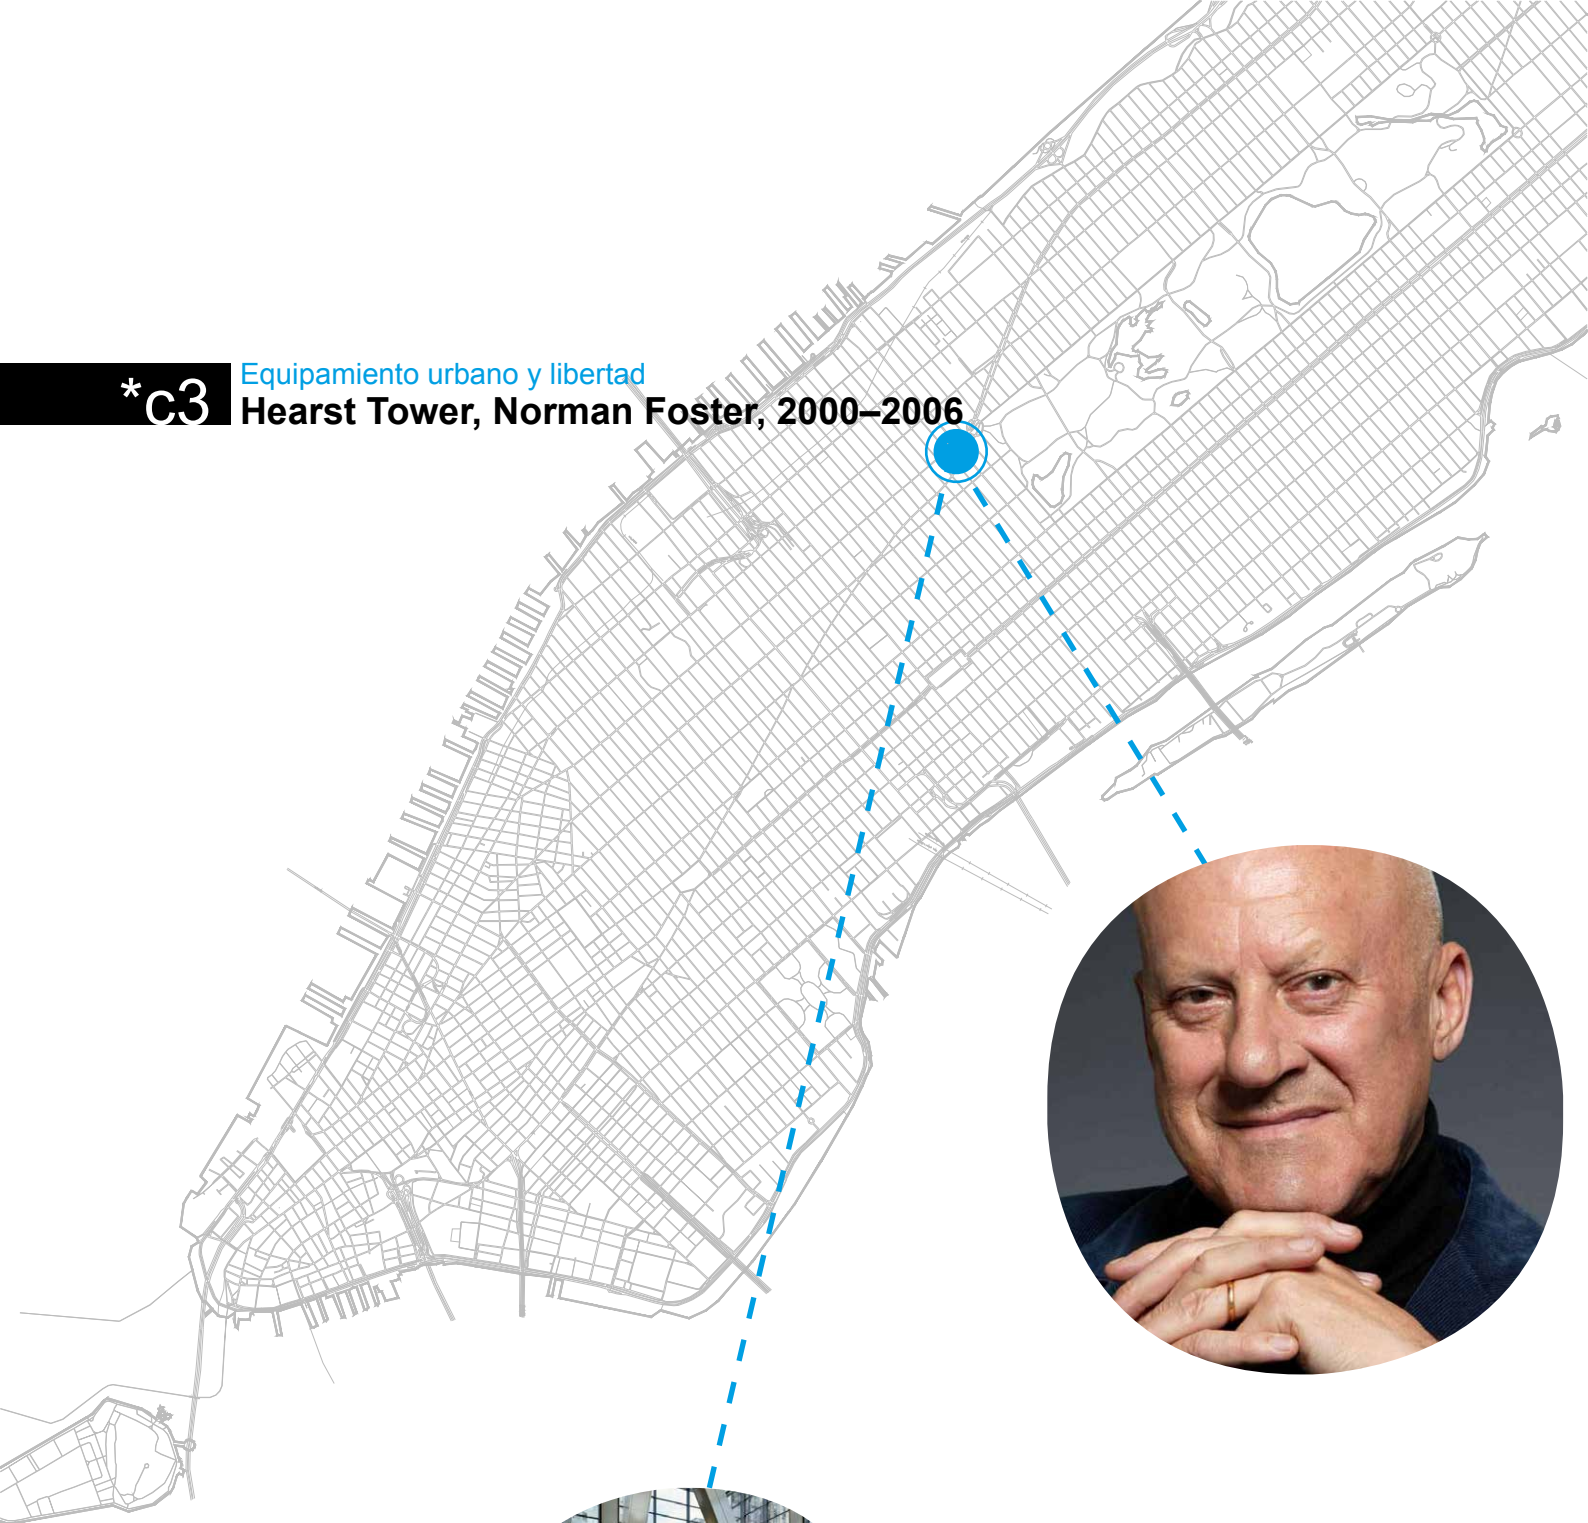 *c3
Equipamiento urbano y libertad
Hearst Tower, Norman Foster, 2000–2006